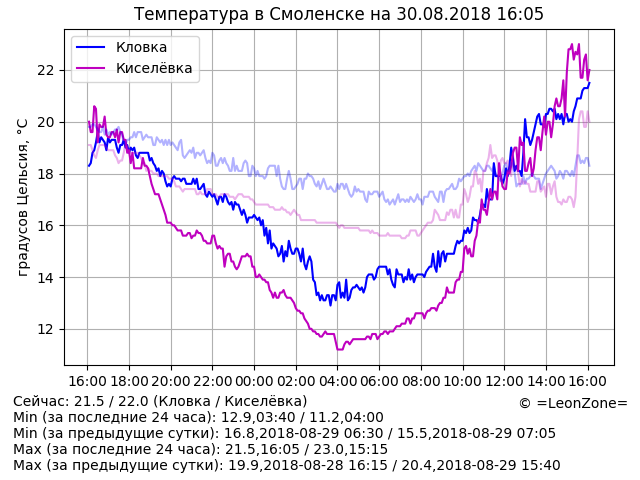 Температура в Смоленске на 30.08.2018 16:05
Кловка
Киселёвка
градусов Цельсия, °C
22
20
18
16
14
12
16:00 18:00 20:00 22:00 00:00 02:00 04:00 06:00 08:00 10:00 12:00 14:00 16:00
Сейчас: 21.5 / 22.0 (Кловка / Киселёвка)
© =LeonZone=
Min (за последние 24 часа): 12.9,03:40 / 11.2,04:00
Min (за предыдущие сутки): 16.8,2018-08-29 06:30 / 15.5,2018-08-29 07:05
Max (за последние 24 часа): 21.5,16:05 / 23.0,15:15
Max (за предыдущие сутки): 19.9,2018-08-28 16:15 / 20.4,2018-08-29 15:40